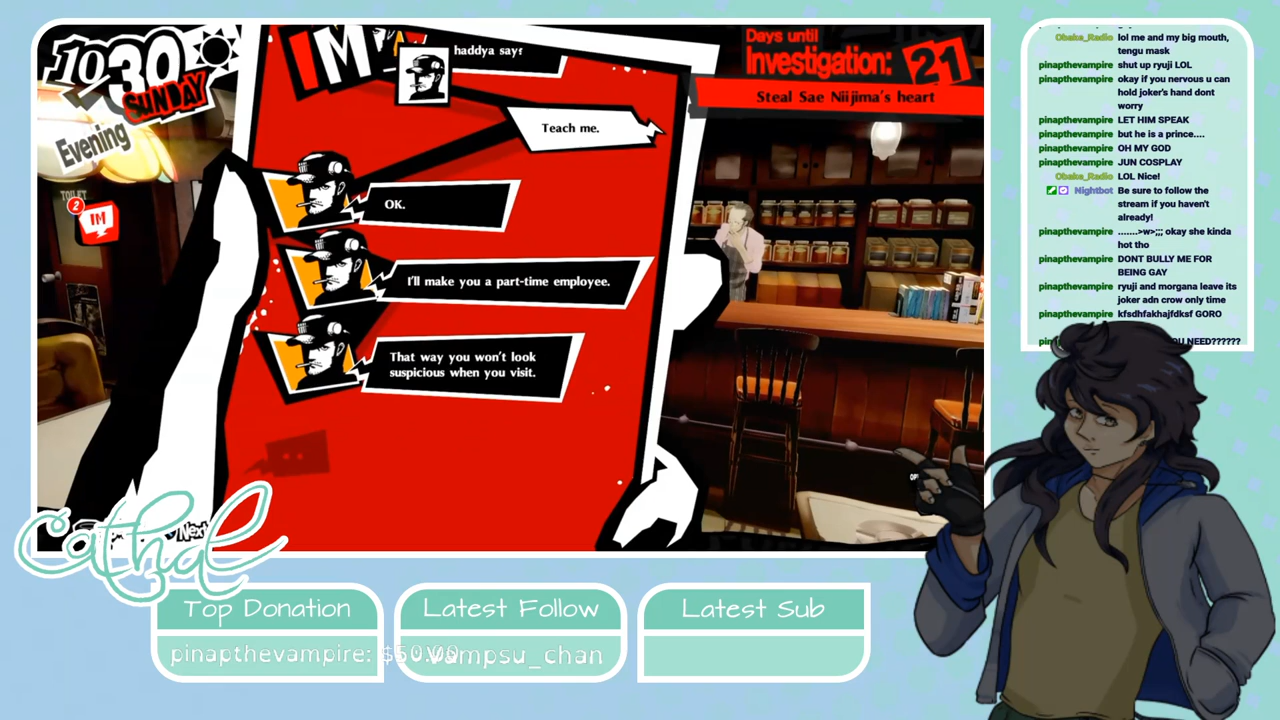 10/30
SUNDAY
Evening
TOILET
2
IM
IM
haddya say?
Teach me.
OK.
I'll make you a part-time employee.
That way you won't look
suspicious when you visit.
Next
Days until
Investigation: 21
Steal Sae Niijima's heart
Obake_Radio lol me and my big mouth,
tengu mask
pinapthevampire shut up ryuji LOL
pinapthevampire okay if you nervous u can
hold joker's hand dont
worry
pinapthevampire LET HIM SPEAK
pinapthevampire but he is a prince....
pinapthevampire OH MY GOD
pinapthevampire JUN COSPLAY
Obake_Radio LOL Nice!
Nightbot Be sure to follow the
stream if you haven't
already!
pinapthevampire .......>w>;;; okay she kinda
hot tho
pinapthevampire DONT BULLY ME FOR
BEING GAY
pinapthevampire ryuji and morgana leave its
joker adn crow only time
pinapthevampire kfsdhfakhajfdksf GORO
NEED??????
Cathal
Top Donation
pinapthevampire: $50.00
Latest Follow
vampsu_chan
Latest Sub